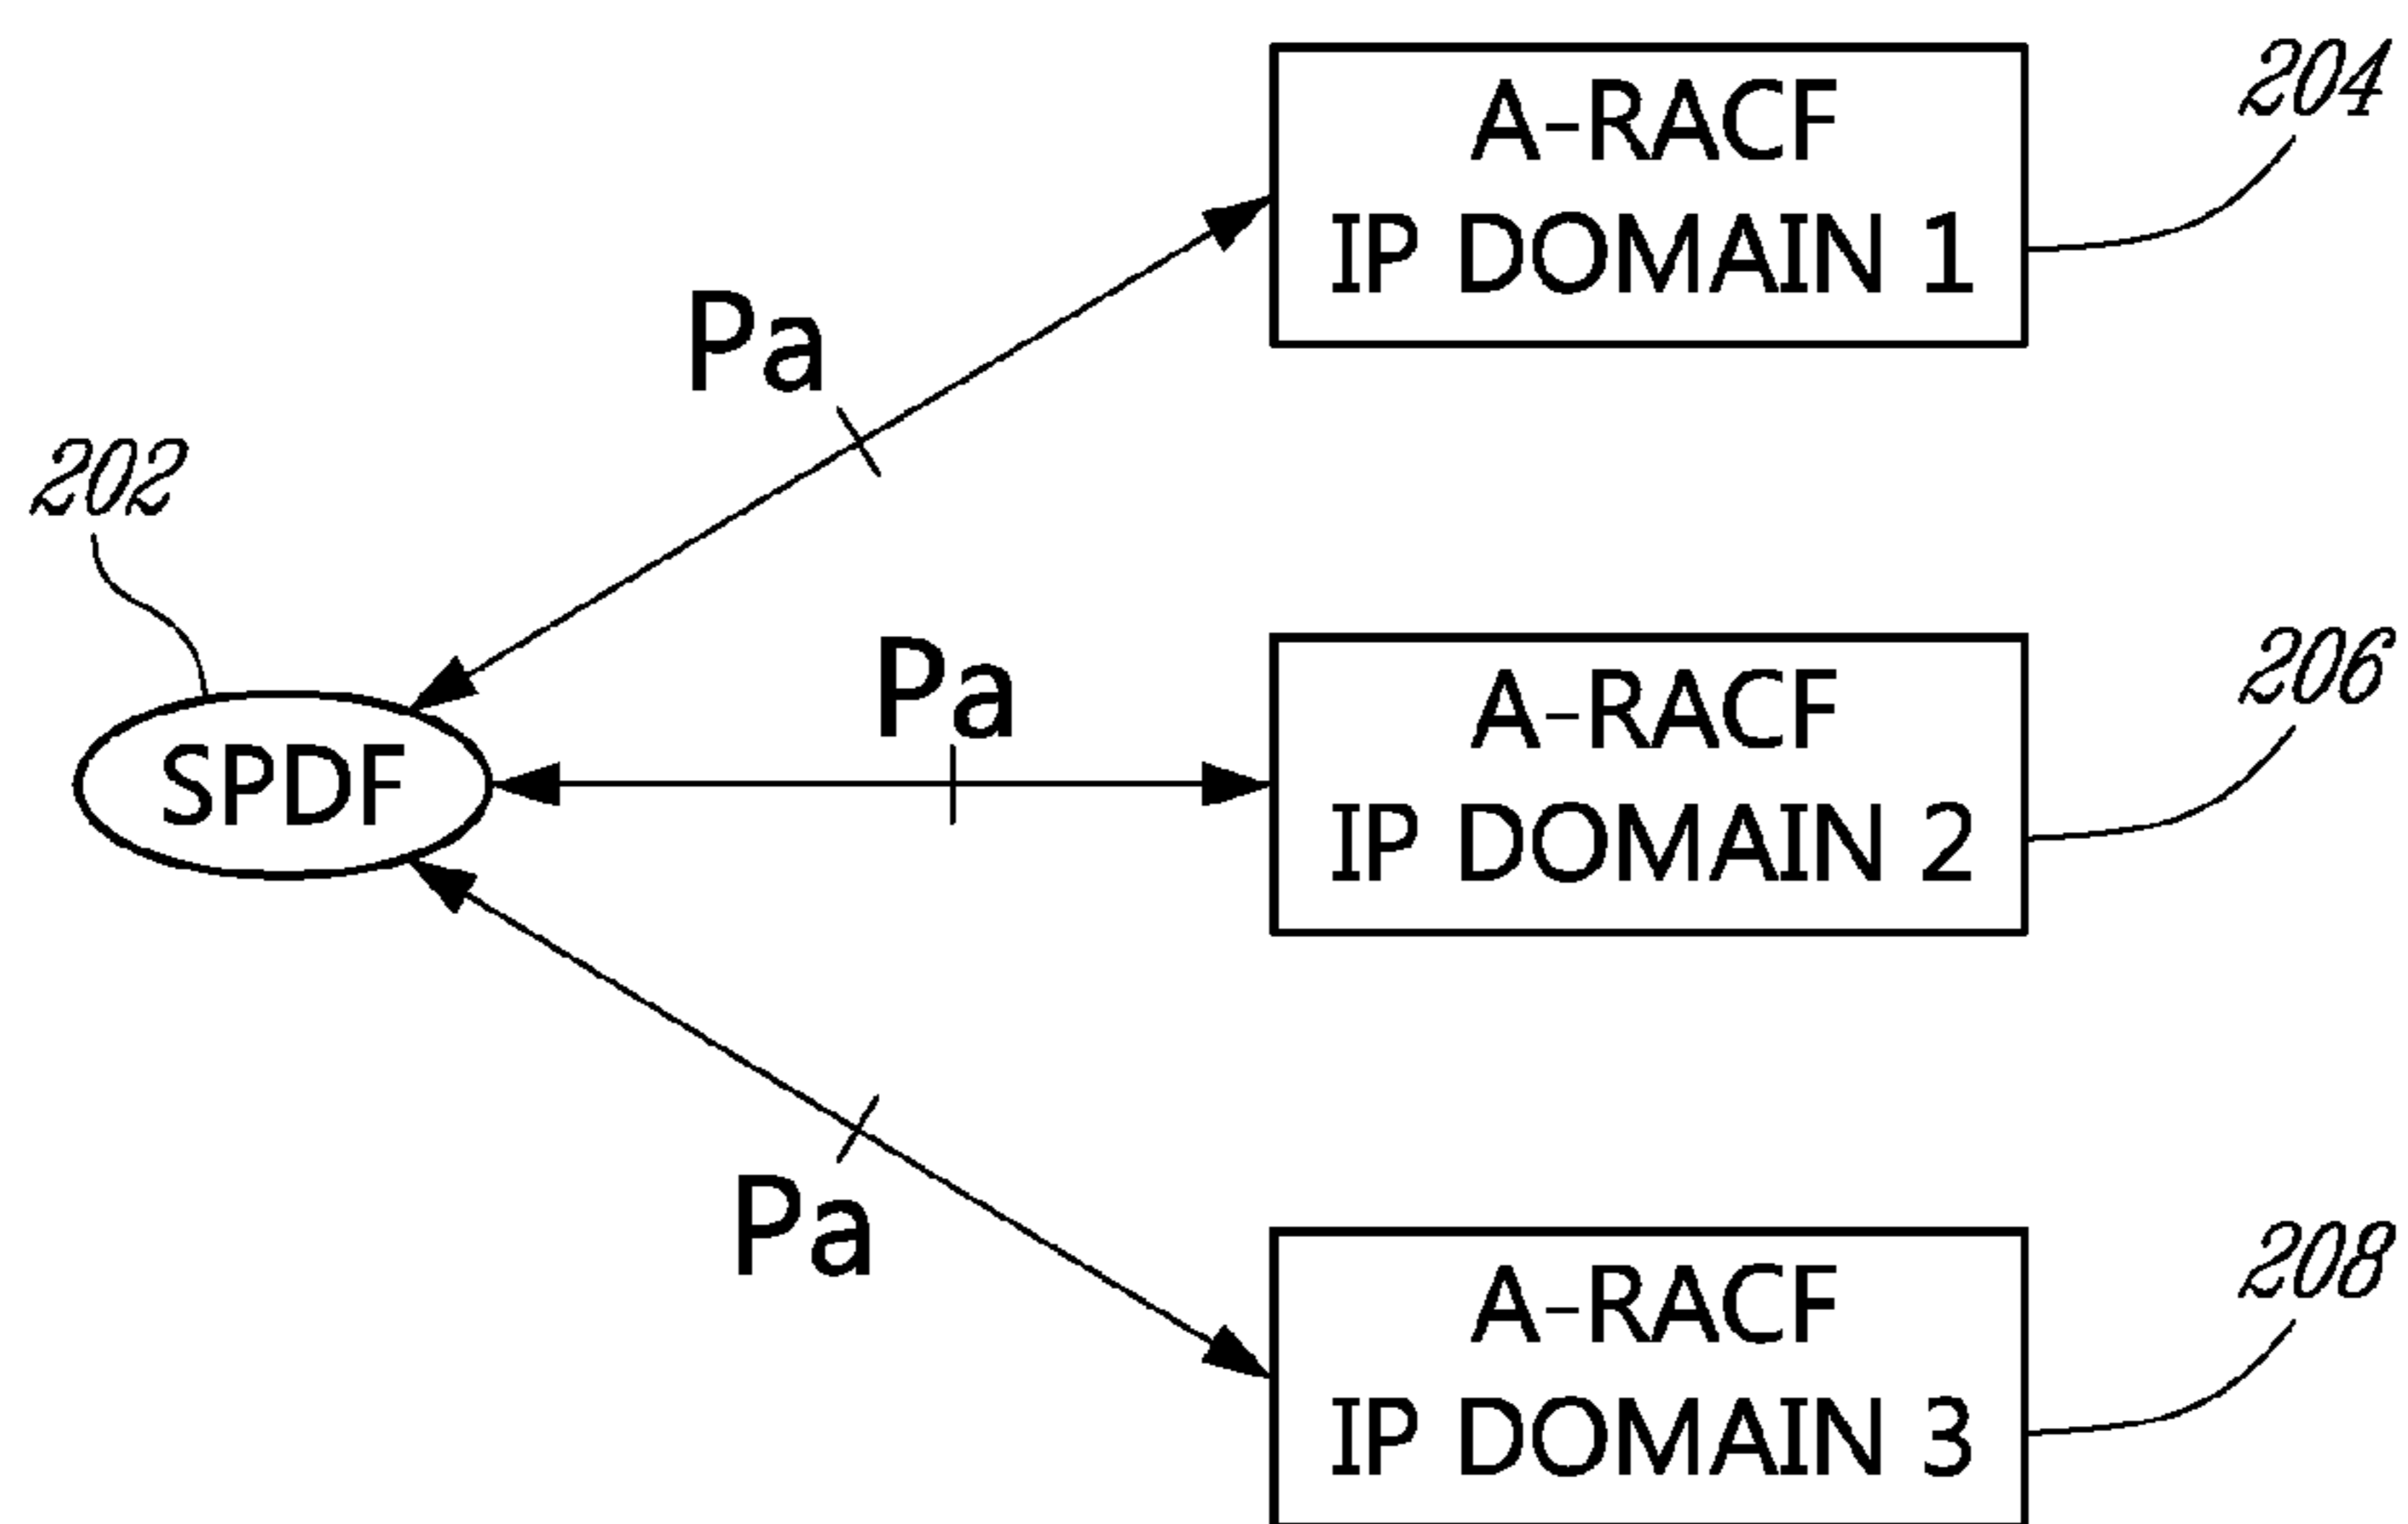 A-RACF
IP DOMAIN 1
204
Pa
202
SPDF
Pa
A-RACF
IP DOMAIN 2
206
Pa
A-RACF
IP DOMAIN 3
208